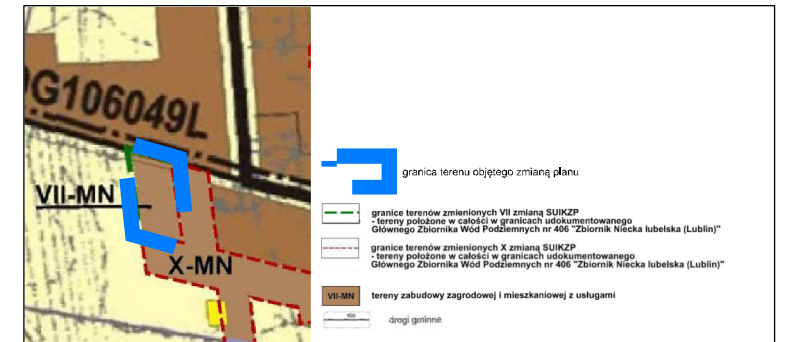 DG106049L
VII-MN
X-MN
granica terenu objętego zmianą planu
granice terenów zmienionych VII zmianą SUIKZP
- tereny położone w całości w granicach udokumentowanego
Głównego Zbiornika Wód Podziemnych nr 406 "Zbiornik Niecka lubelska (Lublin)"
granice terenów zmienionych X zmianą SUIKZP
- tereny położone w całości w granicach udokumentowanego
Głównego Zbiornika Wód Podziemnych nr 406 "Zbiornik Niecka lubelska (Lublin)"
VII-MN tereny zabudowy zagrodowej i mieszkaniowej z usługami
drogi gminne